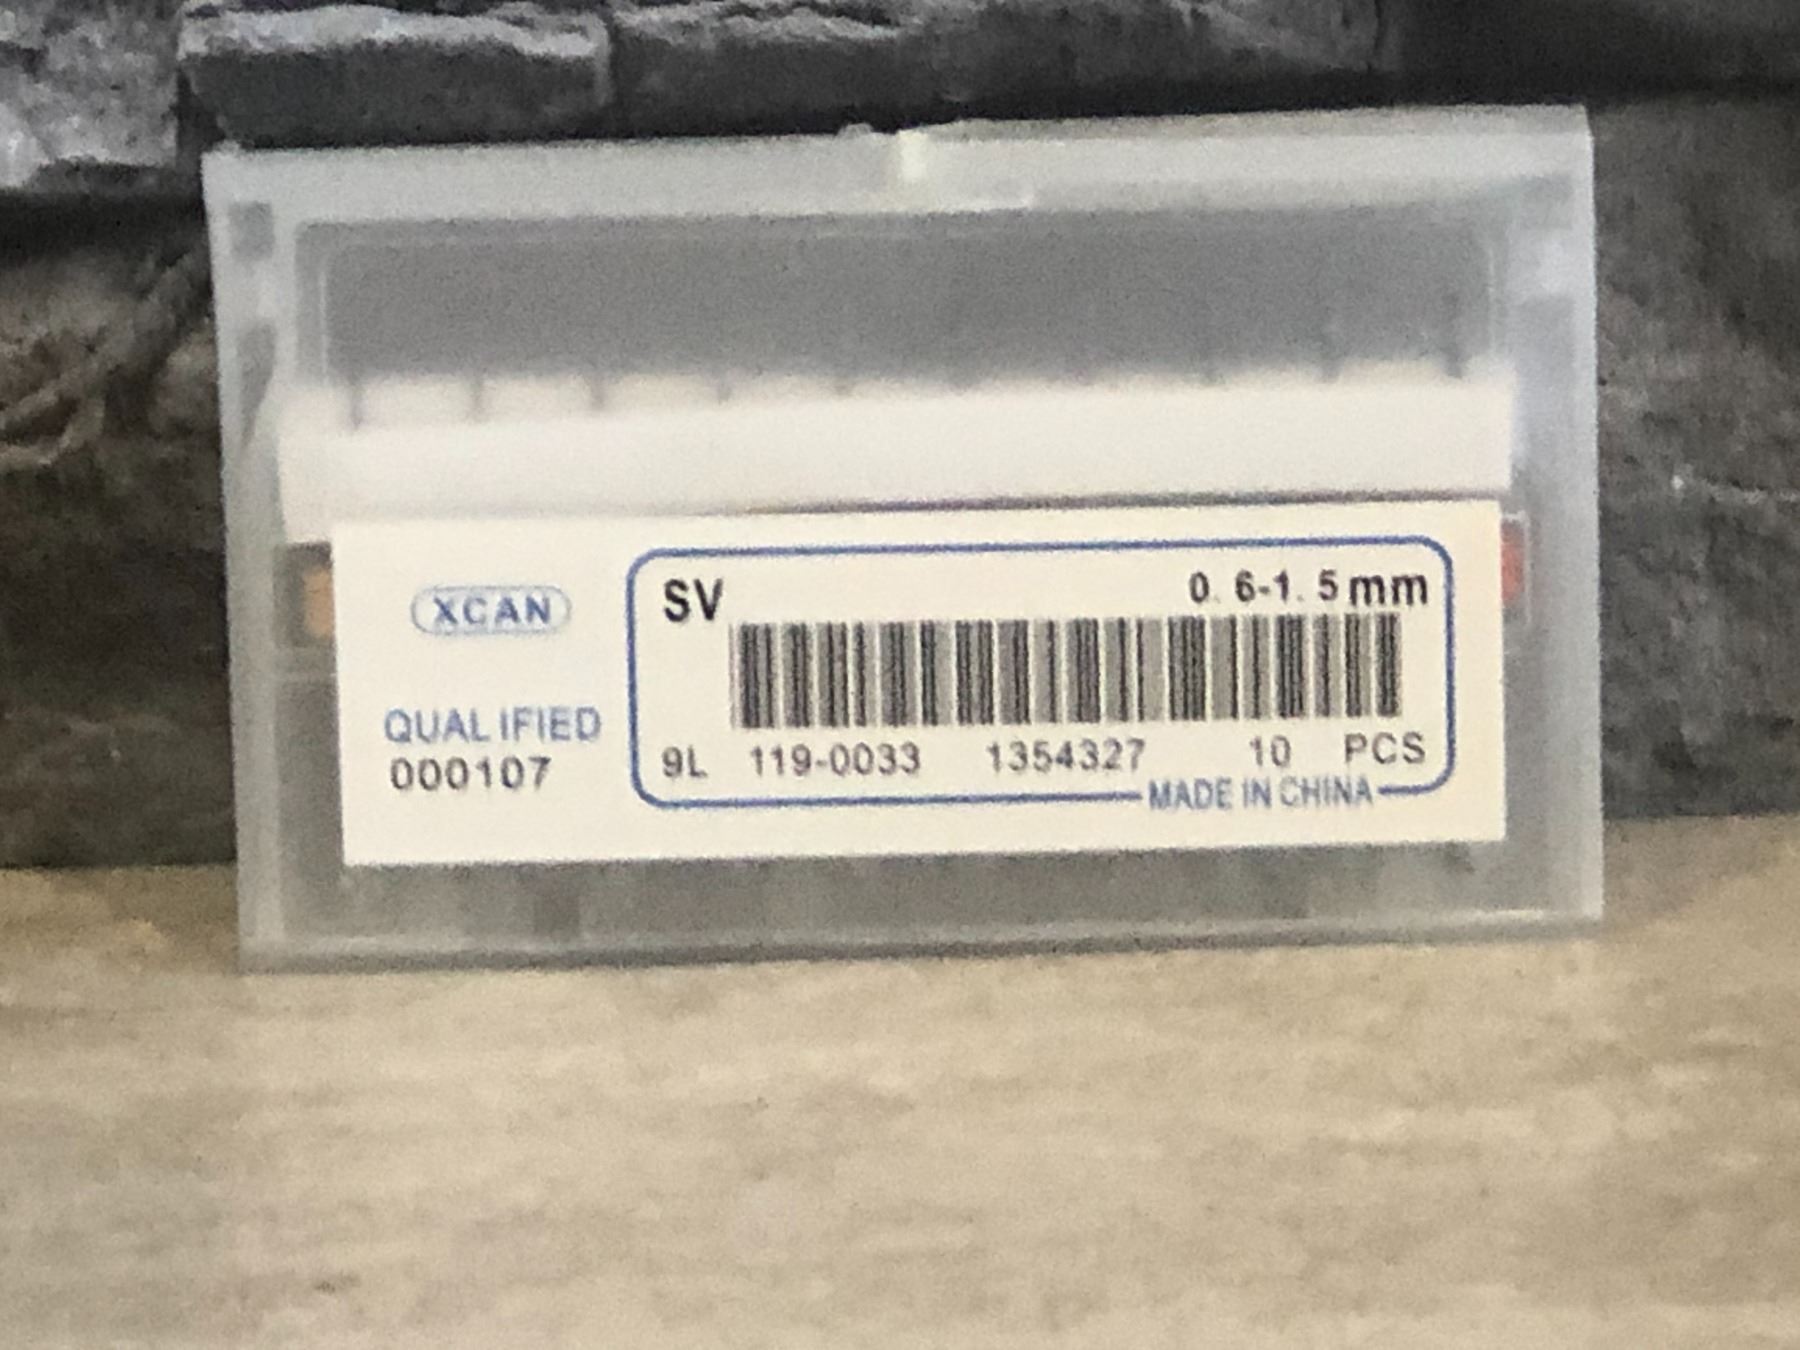 XCAN
QUALIFIED
000107
SV 0.6-1.5mm
9L 119-0033 1354327 10 PCS
MADE IN CHINA